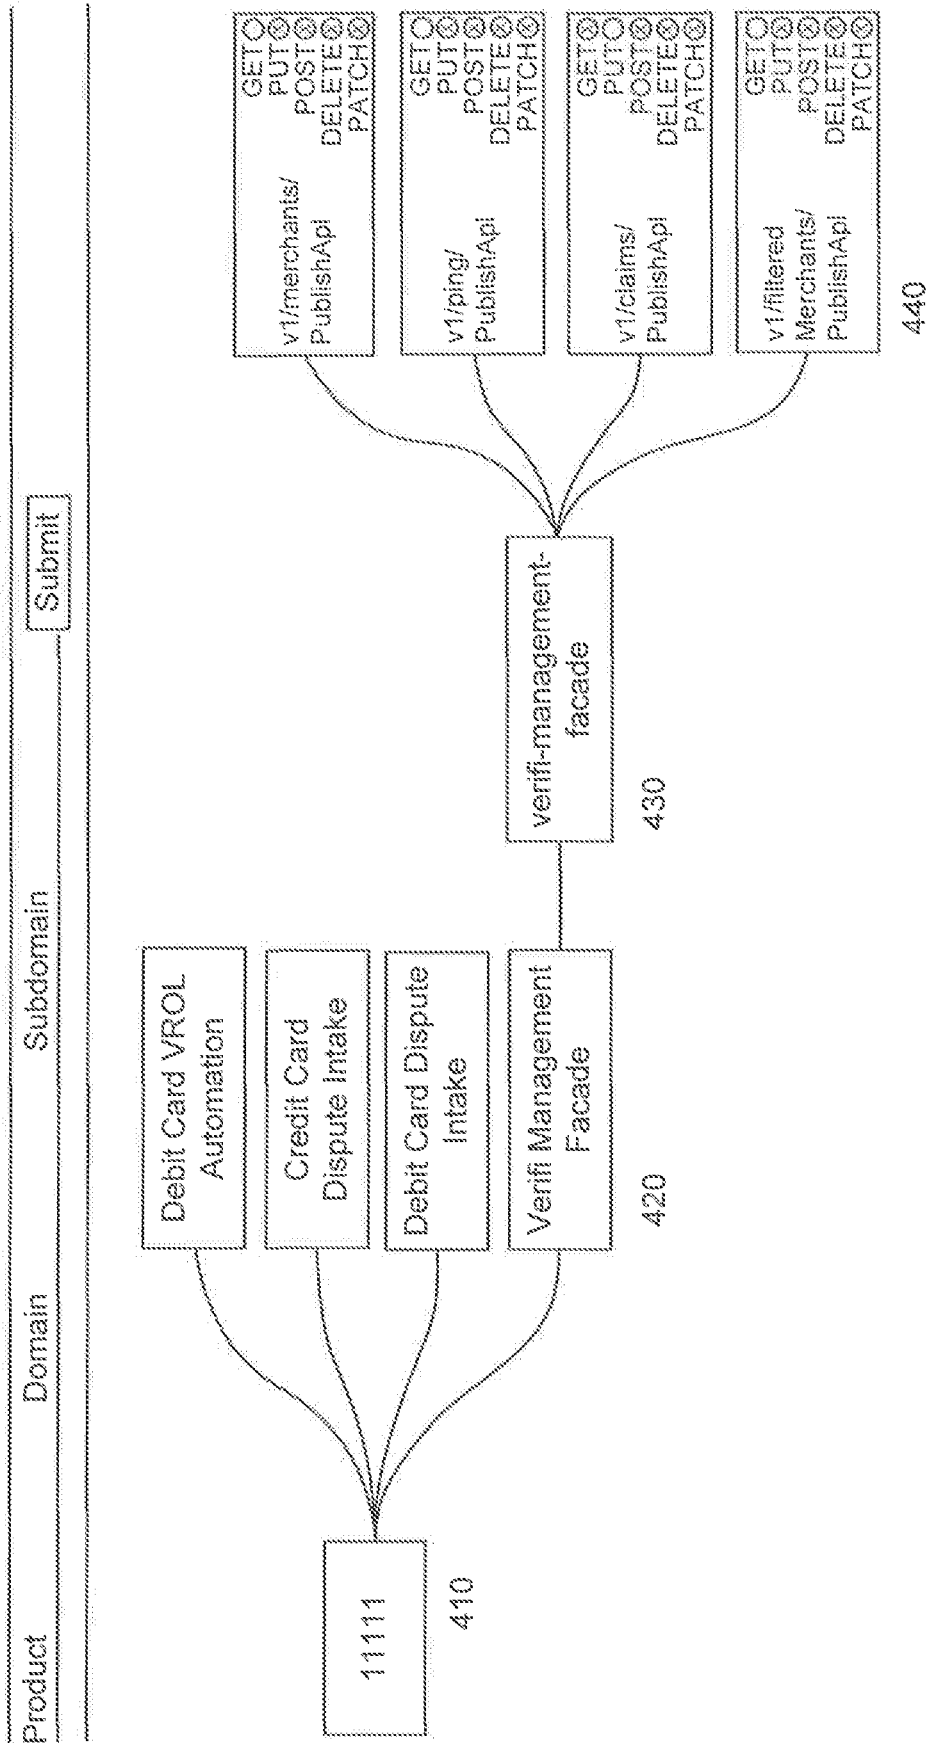 Product
Domain
Subdomain
Submit
11111
410
Debit Card VROL
Automation
Credit Card
Dispute Intake
Debit Card Dispute
Intake
Verifi Management
Facade
420
verifi-management-
facade
430
v1/merchants/
PublishApI
GET
PUT
POST
DELETE
PATCH
v1/ping/
PublishApI
GET
PUT
POST
DELETE
PATCH
v1/claims/
PublishApI
GET
PUT
POST
DELETE
PATCH
v1/filtered
Merchants/
PublishApI
GET
PUT
POST
DELETE
PATCH
440